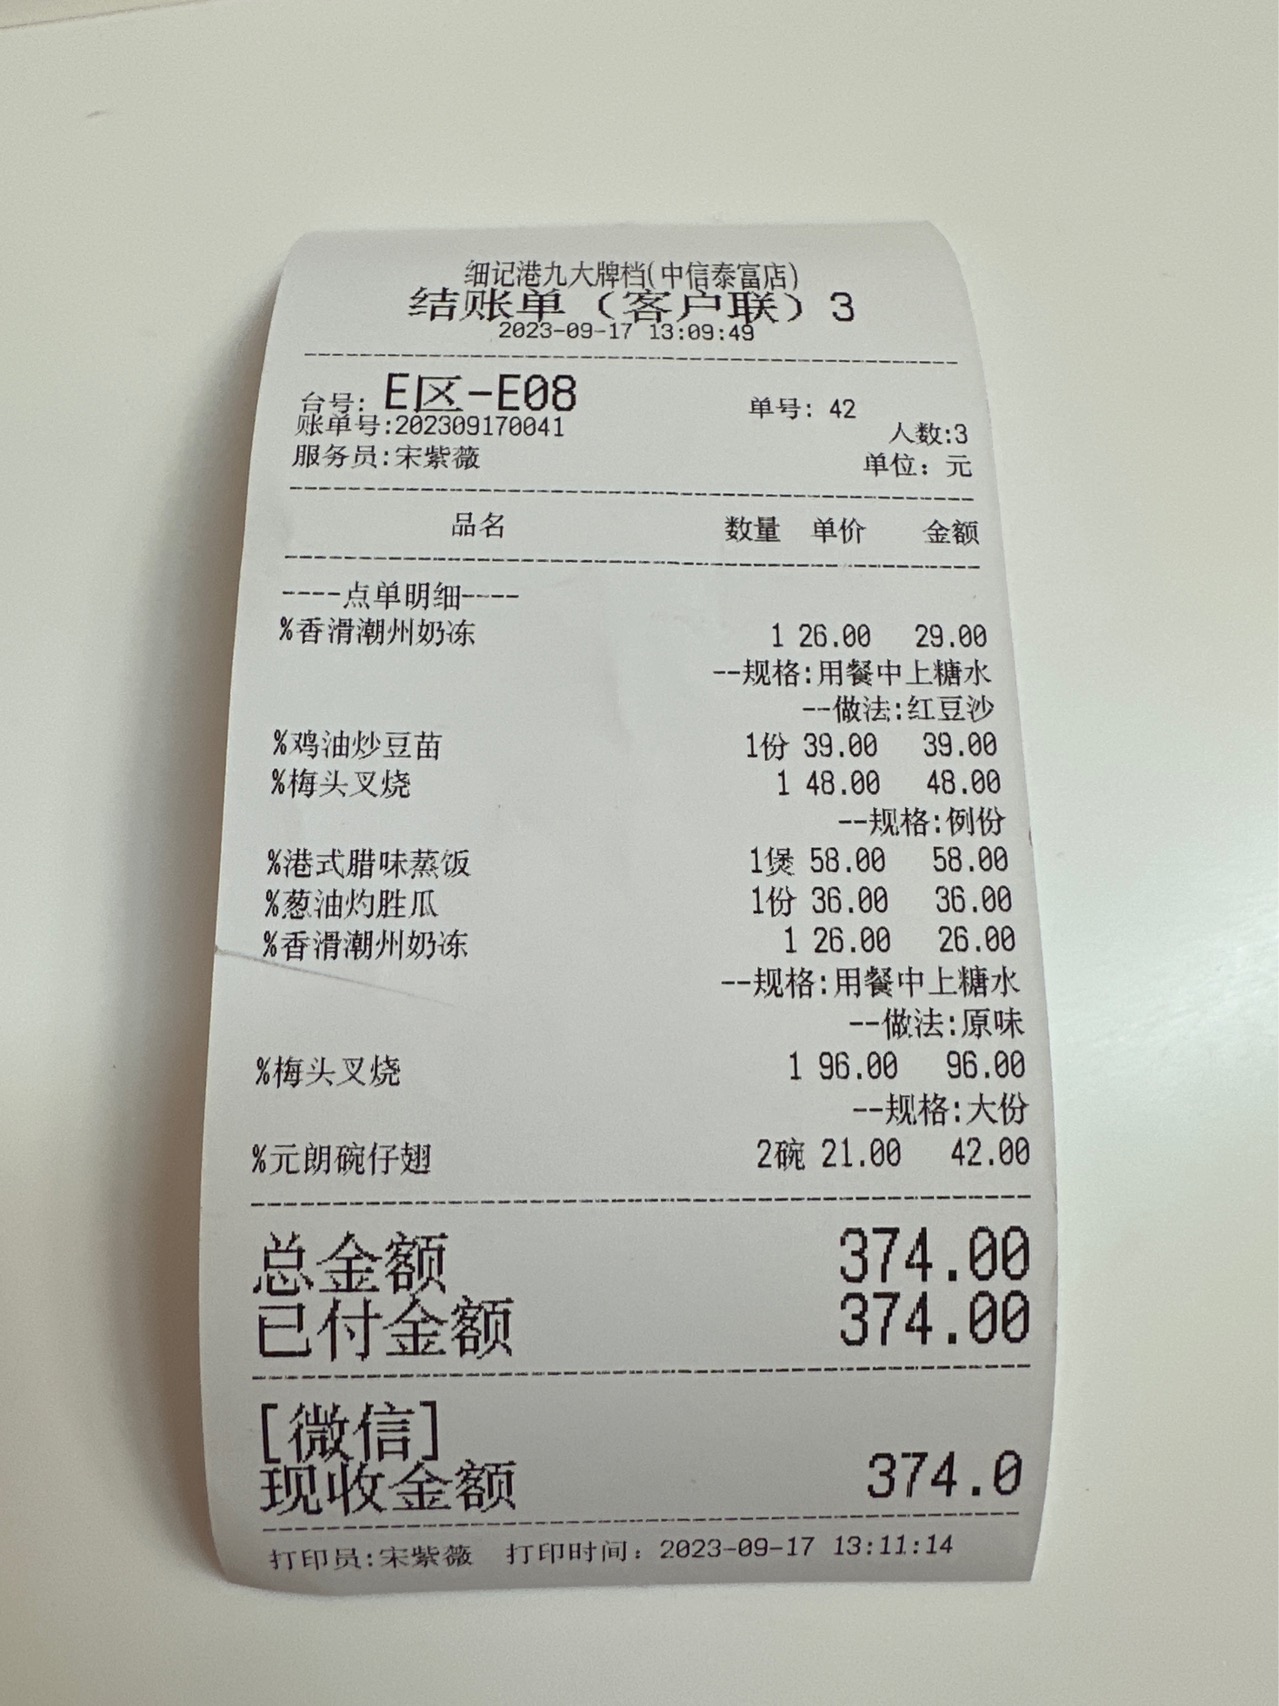 细记港九大牌档(中信泰富店)
结账单（客户联）3
2023-09-17 13:09:49
台号: E区-E08 单号: 42
账单号:202309170041 人数:3
服务员:宋紫薇 单位: 元
品名 数量 单价 金额
----点单明细----
%香滑潮州奶冻 1 26.00 29.00
--规格:用餐中上糖水
--做法:红豆沙
%鸡油炒豆苗 1份 39.00 39.00
%梅头叉烧 1 48.00 48.00
--规格:例份
%港式腊味蒸饭 1煲 58.00 58.00
%葱油灼胜瓜 1份 36.00 36.00
%香滑潮州奶冻 1 26.00 26.00
--规格:用餐中上糖水
--做法:原味
%梅头叉烧 1 96.00 96.00
--规格:大份
%元朗碗仔翅 2碗 21.00 42.00
总金额 374.00
已付金额 374.00
[微信]
现收金额 374.0
打印员:宋紫薇 打印时间: 2023-09-17 13:11:14